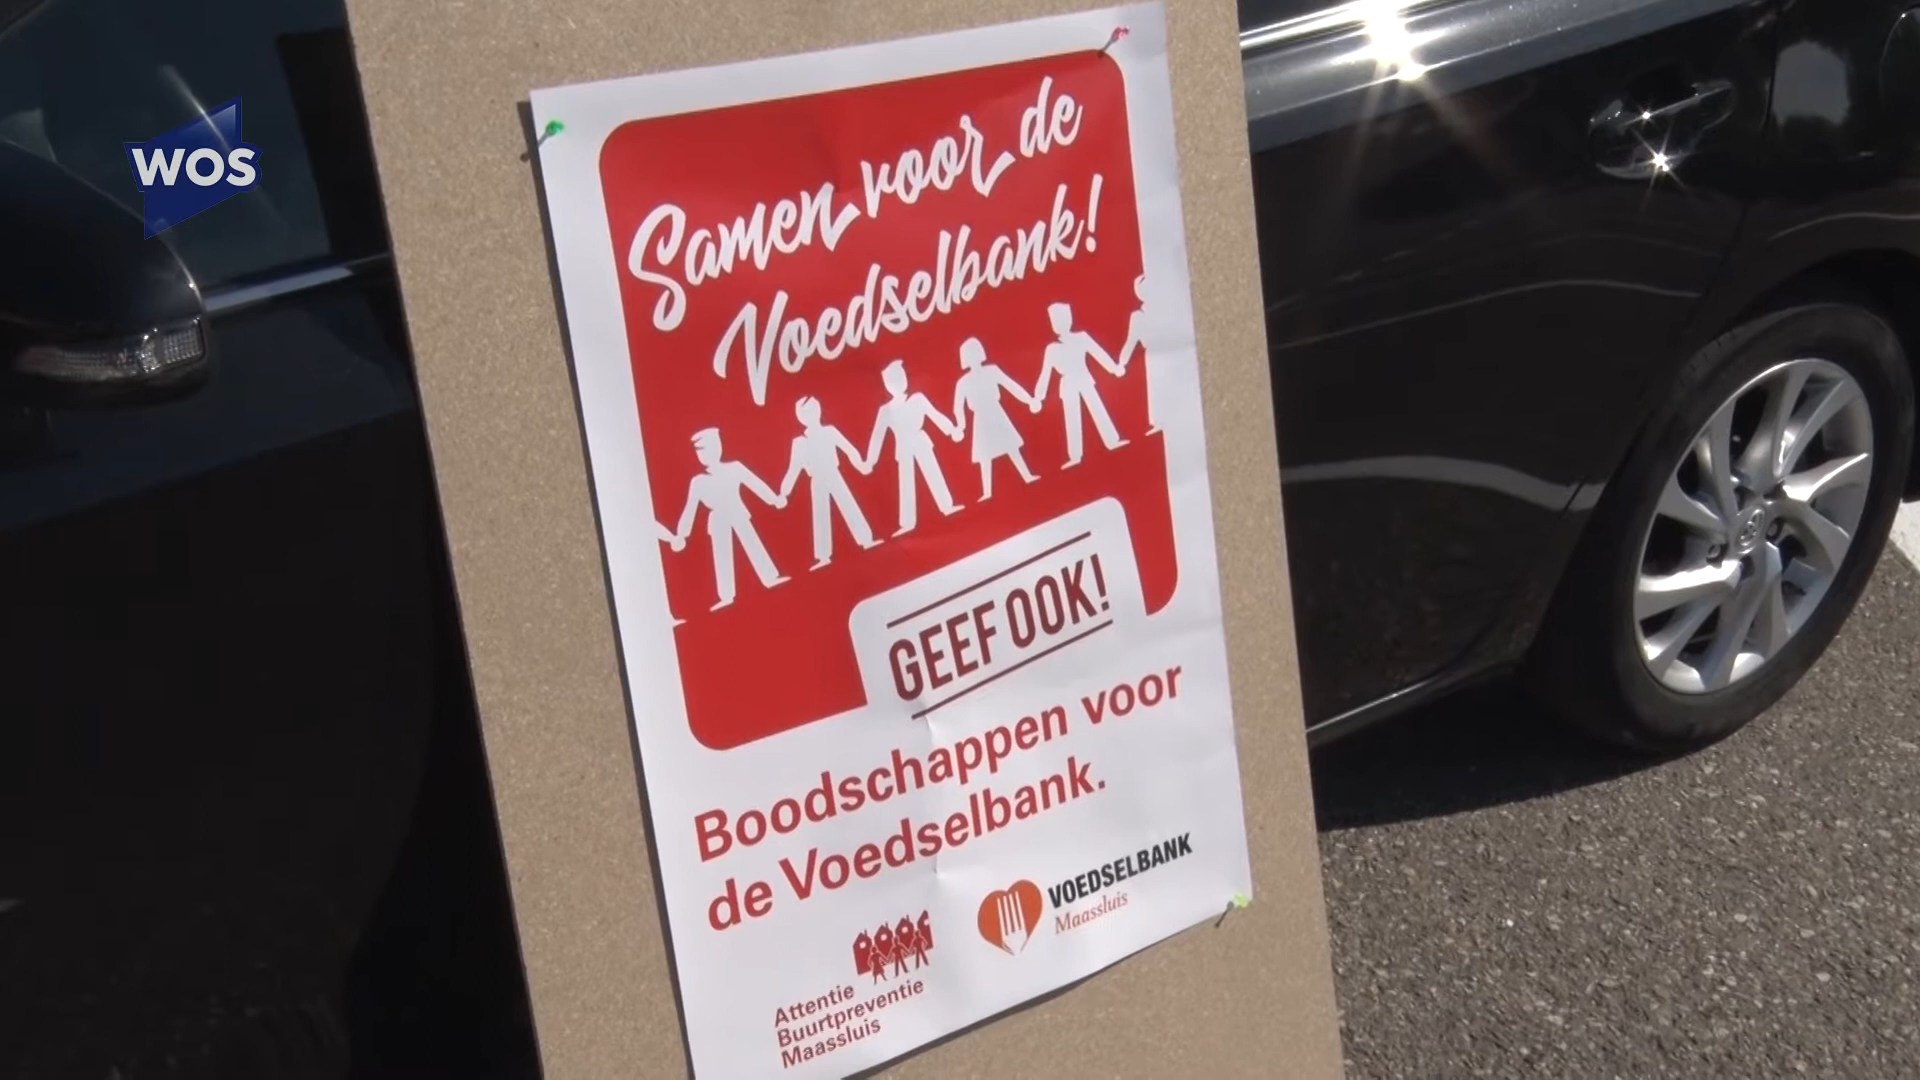 WOS
Samen voor de
Voedselbank!
GEEF OOK!
Boodschappen voor
de Voedselbank.
VOEDSELBANK
Maassluis
Attentie
Buurtpreventie
Maassluis